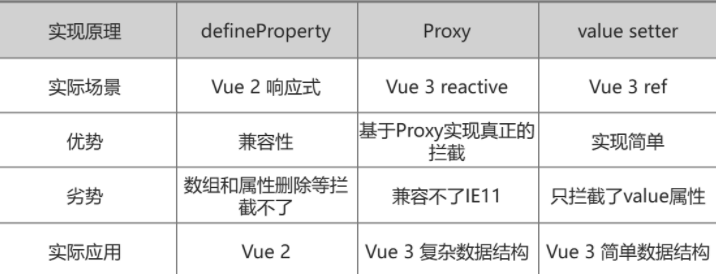 实现原理 defineProperty Proxy value setter
实际场景 Vue 2 响应式 Vue 3 reactive Vue 3 ref
优势 兼容性 基于Proxy实现真正的
拦截 实现简单
劣势 数组和属性删除等拦
截不了 兼容不了IE11 只拦截了value属性
实际应用 Vue 2 Vue 3 复杂数据结构 Vue 3 简单数据结构